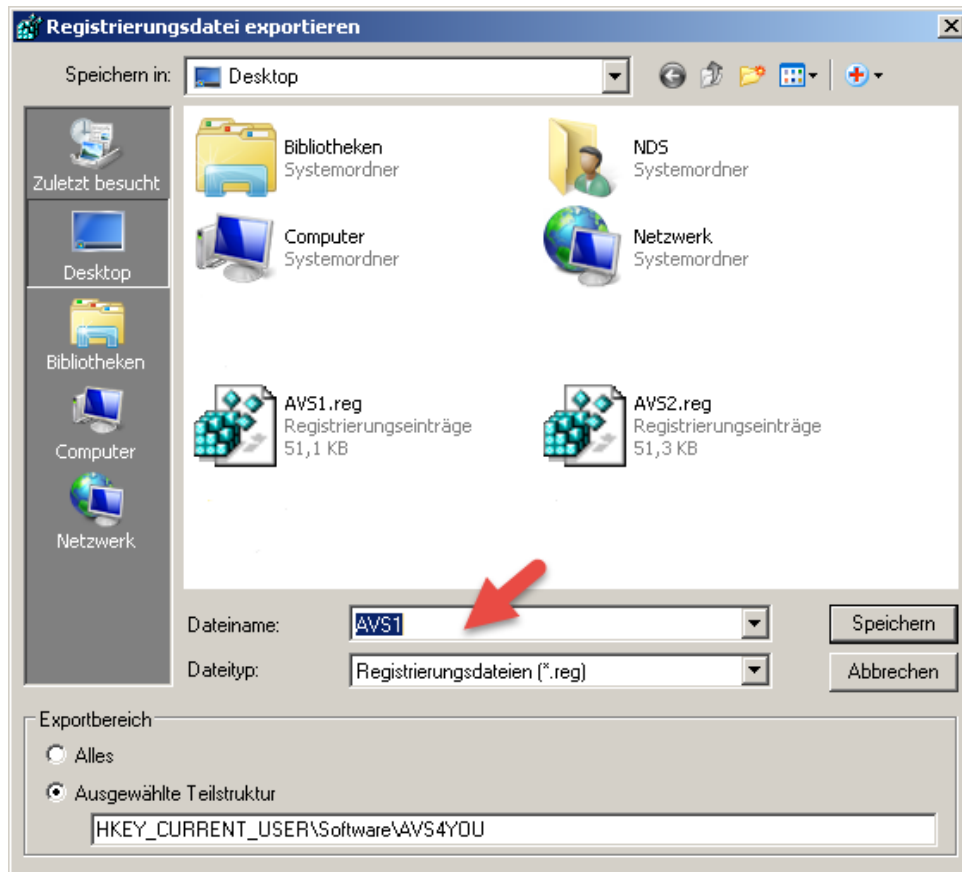 Registrierungsdatei exportieren
Speichern in:
Desktop
Zuletzt besucht
Desktop
Bibliotheken
Computer
Netzwerk
Bibliotheken
Systemordner
NDS
Systemordner
Computer
Systemordner
Netzwerk
Systemordner
AVS1.reg
Registrierungseinträge
51,1 KB
AVS2.reg
Registrierungseinträge
51,3 KB
Dateiname:
AVS1
Speichern
Dateityp:
Registrierungsdateien (*.reg)
Abbrechen
Exportbereich
Alles
Ausgewählte Teilstruktur
HKEY_CURRENT_USER\Software\AVS4YOU